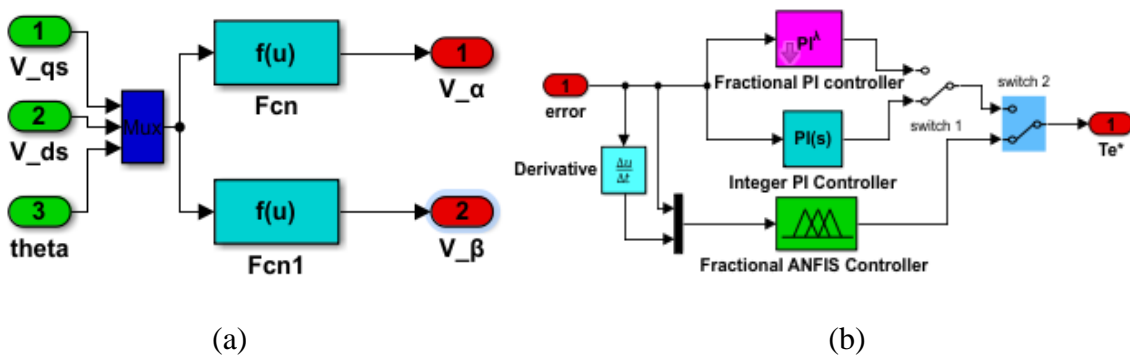 1
V_qs
2
V_ds
3
theta
Mux
f(u)
Fcn
f(u)
Fcn1
1
V_α
2
V_β
(a)
1
error
Derivative
Δu
Δt
PI^λ
Fractional PI controller
PI(s)
Integer PI Controller
Fractional ANFIS Controller
switch 1
switch 2
1
Te*
(b)